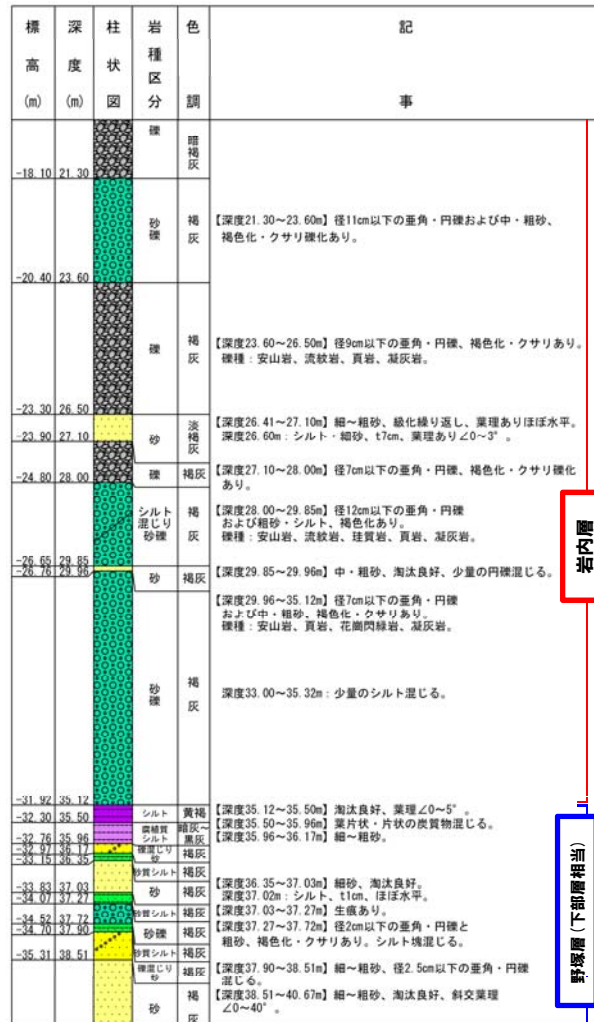 標高(m) 深度(m) 柱状図 岩種区分 色調 記事
礫 暗褐灰
-18.10 21.30
砂礫 褐灰 【深度21.30~23.60m】径11cm以下の亜角・円礫および中・粗砂、
褐色化・クサリ礫化あり。
-20.40 23.60
礫 褐灰 【深度23.60~26.50m】径9cm以下の亜角・円礫、褐色化・クサリあり。
礫種:安山岩、流紋岩、頁岩、凝灰岩。
-23.30 26.50
砂 淡褐灰 【深度26.41~27.10m】細~粗砂、級化繰り返し、葉理ありほぼ水平。
深度26.60m:シルト・細砂、t7cm、葉理あり∠0~3°。
-23.90 27.10
礫 褐灰 【深度27.10~28.00m】径7cm以下の亜角・円礫、褐色化・クサリ礫化
あり。
-24.80 28.00
シルト混じり砂礫 褐灰 【深度28.00~29.85m】径12cm以下の亜角・円礫
および粗砂・シルト、褐色化あり。
礫種:安山岩、流紋岩、珪質岩、頁岩、凝灰岩。
-26.65 29.85
砂 褐灰 【深度29.85~29.96m】中・粗砂、淘汰良好、少量の円礫混じる。
-26.76 29.96
砂礫 褐灰 【深度29.96~35.12m】径7cm以下の亜角・円礫
および中・粗砂、褐色化・クサリあり。
礫種:安山岩、頁岩、花崗閃緑岩、凝灰岩。
深度33.00~35.32m:少量のシルト混じる。
岩内層
-31.92 35.12
シルト 黄褐 【深度35.12~35.50m】淘汰良好、葉理∠0~5°。
-32.30 35.50
腐植質シルト 暗灰~黒灰 【深度35.50~35.96m】葉片状・片状の炭質物混じる。
-32.76 35.96
礫混じり砂 褐灰 【深度35.96~36.17m】細~粗砂。
-32.97 36.17
砂質シルト 褐灰
-33.15 36.35
砂 褐灰 【深度36.35~37.03m】細砂、淘汰良好。
深度37.02m:シルト、t1cm、ほぼ水平。
-33.83 37.03
砂質シルト 褐灰 【深度37.03~37.27m】生痕あり。
-34.07 37.27
砂礫 褐灰 【深度37.27~37.72m】径2cm以下の亜角・円礫と
粗砂、褐色化・クサリあり。シルト塊混じる。
-34.52 37.72
砂質シルト 褐灰
-34.70 37.90
礫混じり砂 褐灰 【深度37.90~38.51m】細~粗砂、径2.5cm以下の亜角・円礫
混じる。
-35.31 38.51
砂 褐灰 【深度38.51~40.67m】細~粗砂、淘汰良好、斜交葉理
∠0~40°。
野塚層(下部層相当)